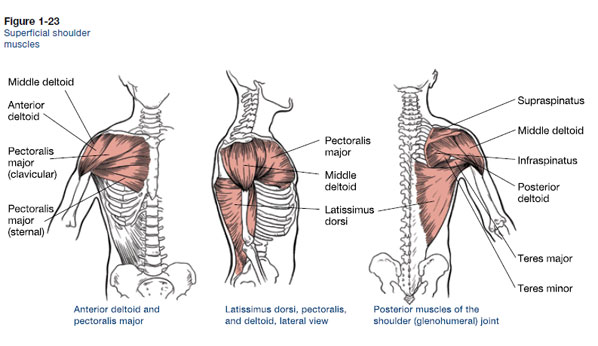 Figure 1-23
Superficial shoulder
muscles
Middle deltoid
Anterior
deltoid
Pectoralis
major
(clavicular)
Pectoralis
major
(sternal)
Anterior deltoid and
pectoralis major
Pectoralis
major
Middle
deltoid
Latissimus
dorsi
Latissimus dorsi, pectoralis,
and deltoid, lateral view
Supraspinatus
Middle deltoid
Infraspinatus
Posterior
deltoid
Teres major
Teres minor
Posterior muscles of the
shoulder (glenohumeral) joint